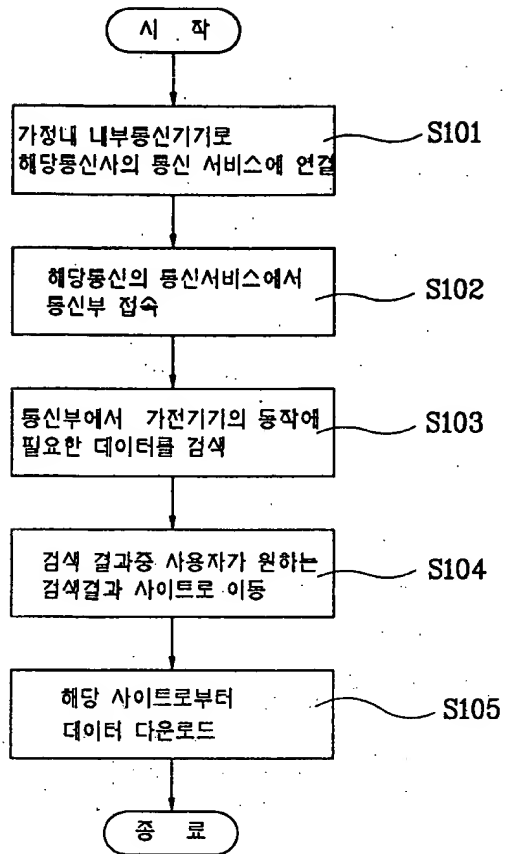 시 작
가정내 내부통신기기로
해당통신사의 통신 서비스에 연결
S101
해당통신의 통신서비스에서
통신부 접속
S102
통신부에서 가전기기의 동작에
필요한 데이터를 검색
S103
검색 결과중 사용자가 원하는
검색결과 사이트로 이동
S104
해당 사이트로부터
데이터 다운로드
S105
종 료